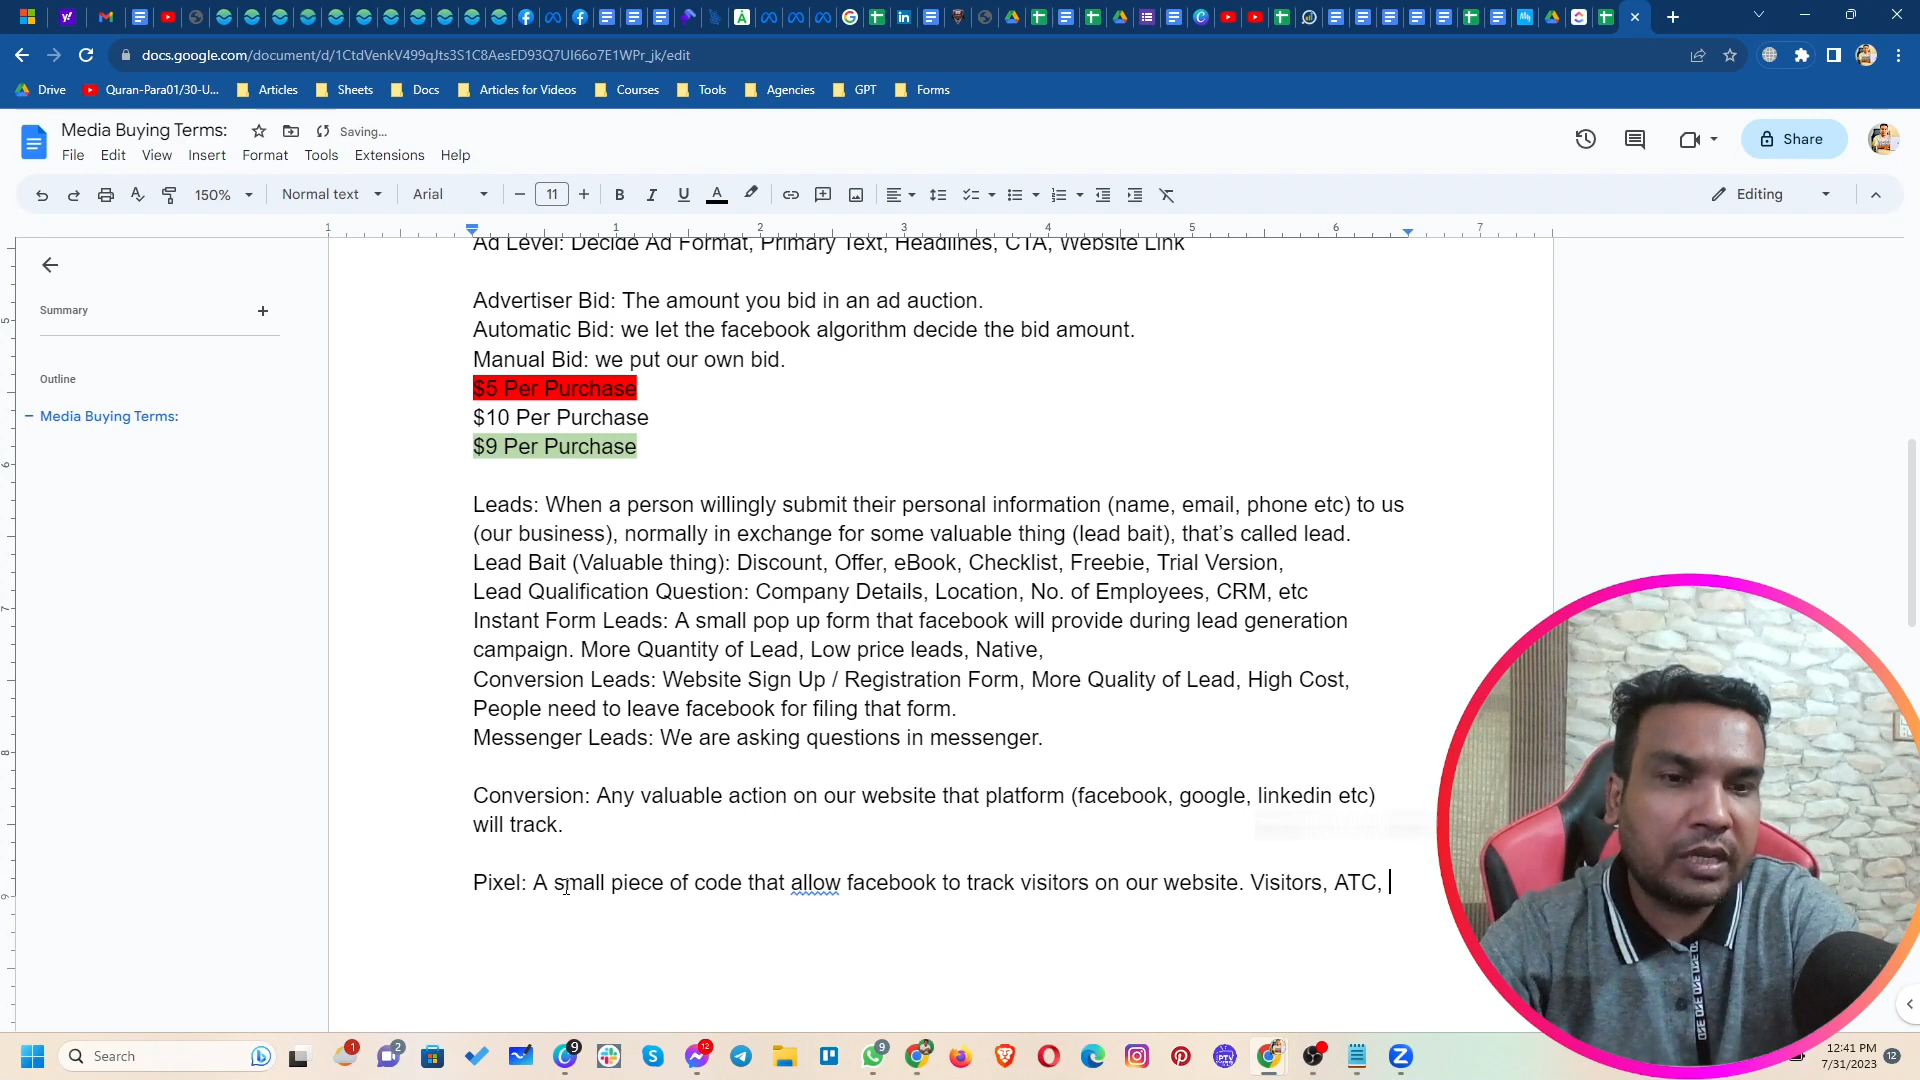 docs.google.com/document/d/1CtdVenkV499qJts3S1C8AesED93Q7UI66o7E1WPr_jk/edit
Drive Quran-Para01/30-U... Articles Sheets Docs Articles for Videos Courses Tools Agencies GPT Forms
Media Buying Terms: Saving...
File Edit View Insert Format Tools Extensions Help
Share
150% Normal text Arial 11 Editing
1 1 2 3 4 5 6 7
Summary
Outline
Media Buying Terms:
Ad Level: Decide Ad Format, Primary Text, Headlines, CTA, Website Link
Advertiser Bid: The amount you bid in an ad auction.
Automatic Bid: we let the facebook algorithm decide the bid amount.
Manual Bid: we put our own bid.
$5 Per Purchase
$10 Per Purchase
$9 Per Purchase
Leads: When a person willingly submit their personal information (name, email, phone etc) to us
(our business), normally in exchange for some valuable thing (lead bait), that’s called lead.
Lead Bait (Valuable thing): Discount, Offer, eBook, Checklist, Freebie, Trial Version,
Lead Qualification Question: Company Details, Location, No. of Employees, CRM, etc
Instant Form Leads: A small pop up form that facebook will provide during lead generation
campaign. More Quantity of Lead, Low price leads, Native,
Conversion Leads: Website Sign Up / Registration Form, More Quality of Lead, High Cost,
People need to leave facebook for filing that form.
Messenger Leads: We are asking questions in messenger.
Conversion: Any valuable action on our website that platform (facebook, google, linkedin etc)
will track.
Pixel: A small piece of code that allow facebook to track visitors on our website. Visitors, ATC,
Search
12:41 PM
7/31/2023